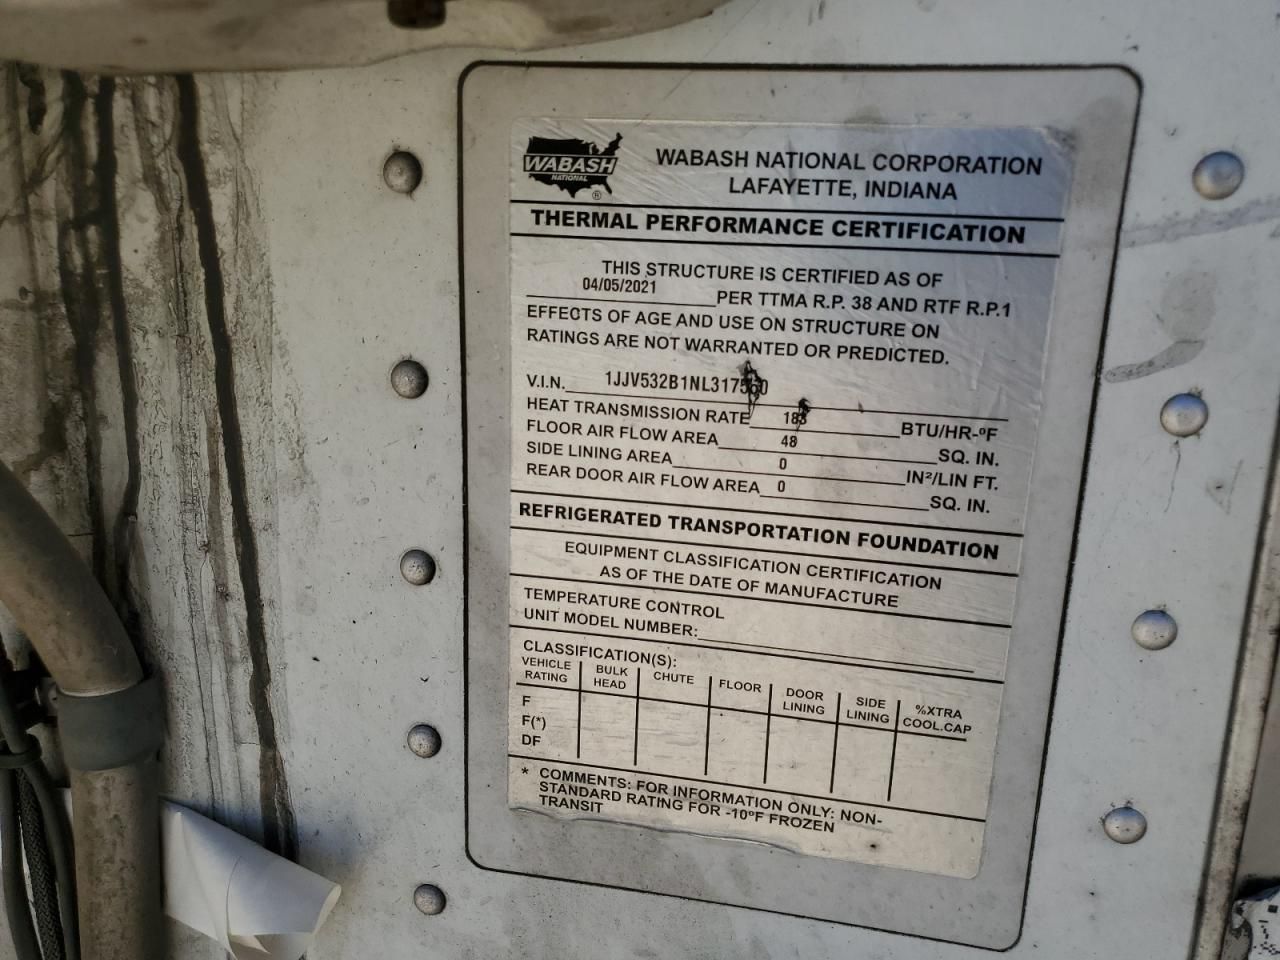 WABASH
NATIONAL
®
WABASH NATIONAL CORPORATION
LAFAYETTE, INDIANA
THERMAL PERFORMANCE CERTIFICATION
THIS STRUCTURE IS CERTIFIED AS OF
04/05/2021 PER TTMA R.P. 38 AND RTF R.P.1
EFFECTS OF AGE AND USE ON STRUCTURE ON
RATINGS ARE NOT WARRANTED OR PREDICTED.
V.I.N.
HEAT TRANSMISSION RATE BTU/HR-ºF
FLOOR AIR FLOW AREA 48 SQ. IN.
SIDE LINING AREA 0 IN²/LIN FT.
REAR DOOR AIR FLOW AREA 0 SQ. IN.
REFRIGERATED TRANSPORTATION FOUNDATION
EQUIPMENT CLASSIFICATION CERTIFICATION
AS OF THE DATE OF MANUFACTURE
TEMPERATURE CONTROL
UNIT MODEL NUMBER:
CLASSIFICATION(S):
VEHICLE RATING BULK HEAD CHUTE FLOOR DOOR LINING SIDE LINING %XTRA COOL.CAP
F
F(*)
DF
* COMMENTS: FOR INFORMATION ONLY: NON-
STANDARD RATING FOR -10ºF FROZEN
TRANSIT